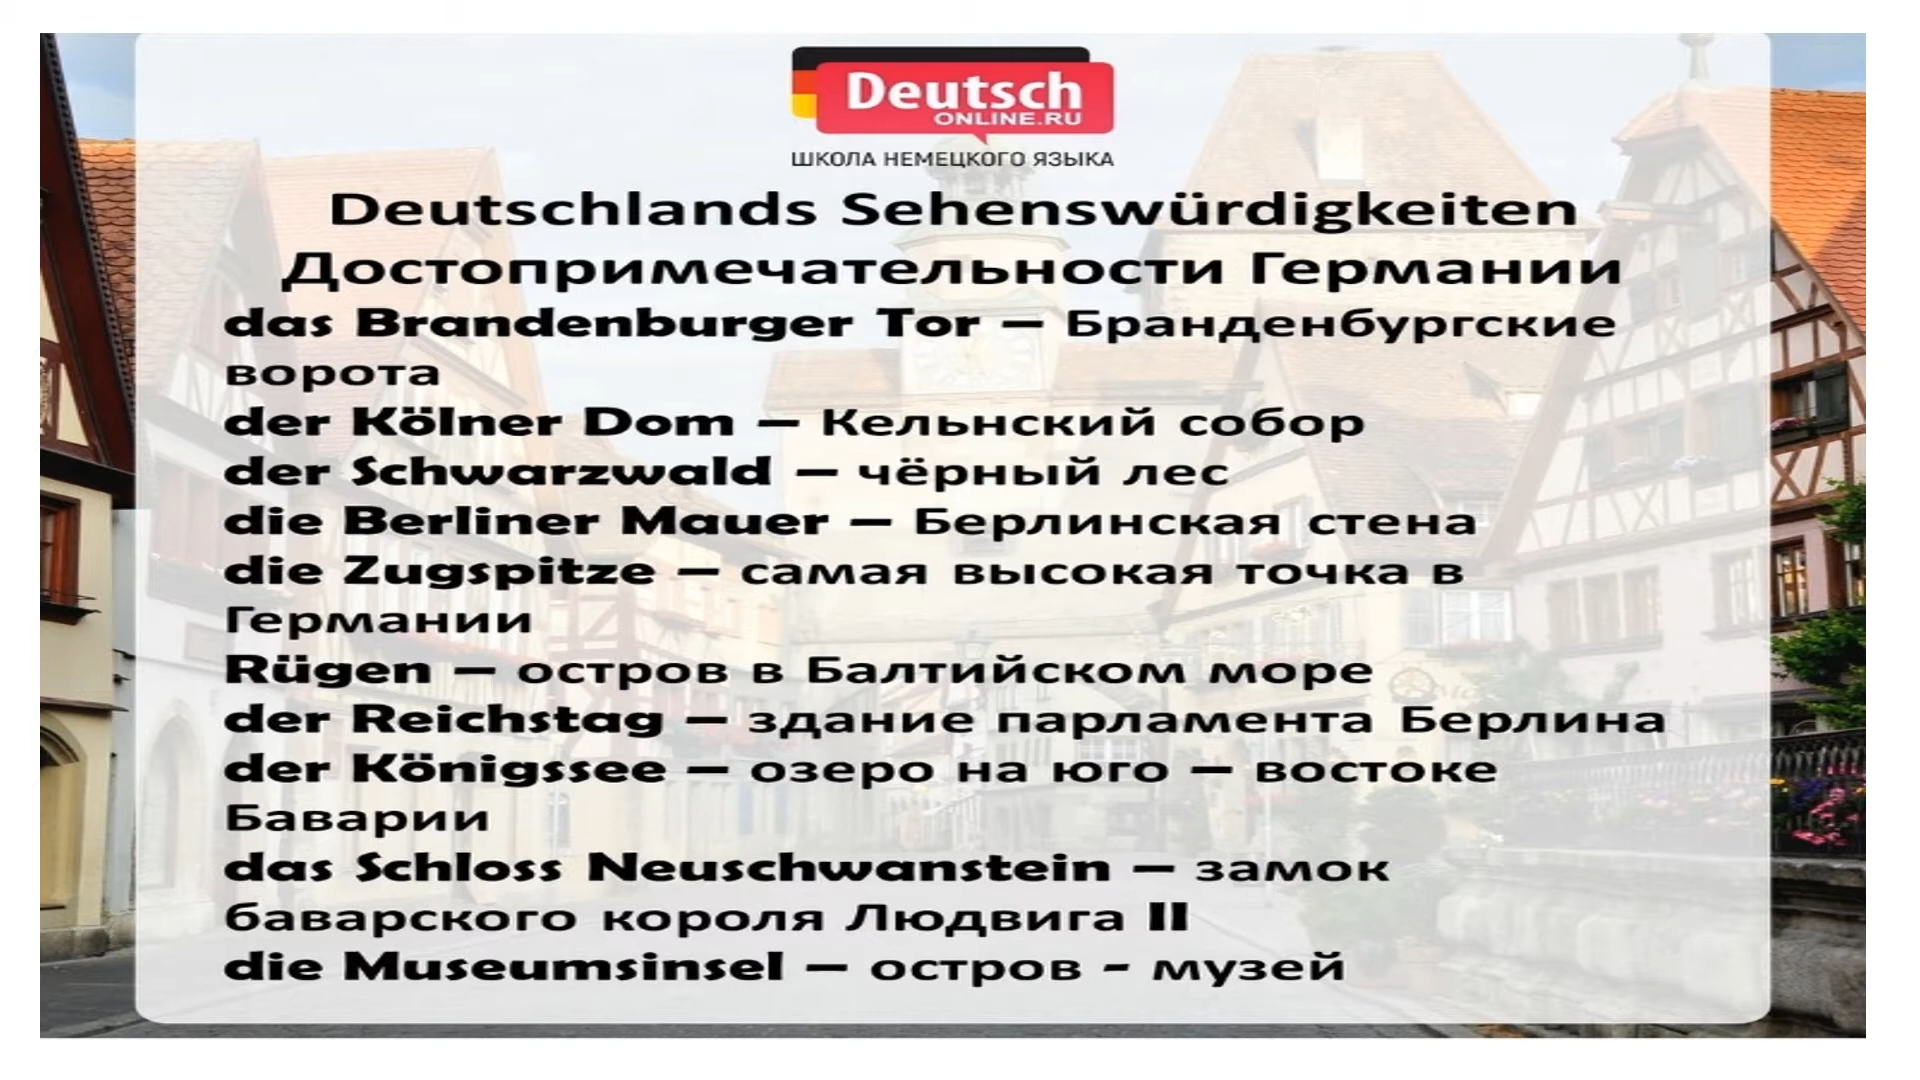 Deutsch
ONLINE.RU
ШКОЛА НЕМЕЦКОГО ЯЗЫКА
Deutschlands Sehenswürdigkeiten
Достопримечательности Германии
das Brandenburger Tor – Бранденбургские
ворота
der Kölner Dom – Кельнский собор
der Schwarzwald – чёрный лес
die Berliner Mauer – Берлинская стена
die Zugspitze – самая высокая точка в
Германии
Rügen – остров в Балтийском море
der Reichstag – здание парламента Берлина
der Königssee – озеро на юго – востоке
Баварии
das Schloss Neuschwanstein – замок
баварского короля Людвига II
die Museumsinsel – остров - музей